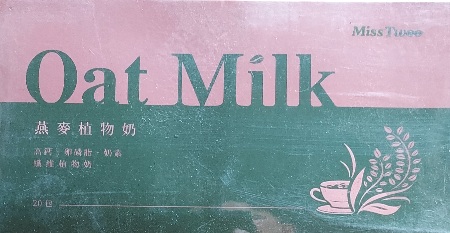 Miss Twee
Oat Milk
燕麥植物奶
高鈣．卵磷脂．奶素
纖維植物奶
20包